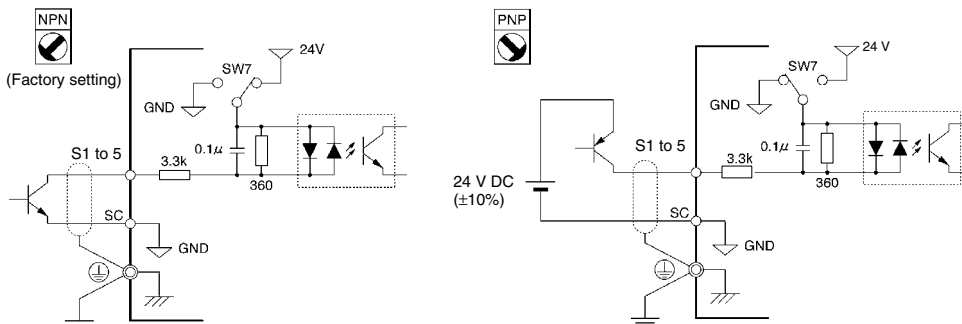 NPN
(Factory setting)
24V
SW7
GND
S1 to 5
3.3k
0.1μ
360
SC
GND
PNP
24 V
SW7
GND
S1 to 5
3.3k
0.1μ
360
24 V DC
(±10%)
SC
GND